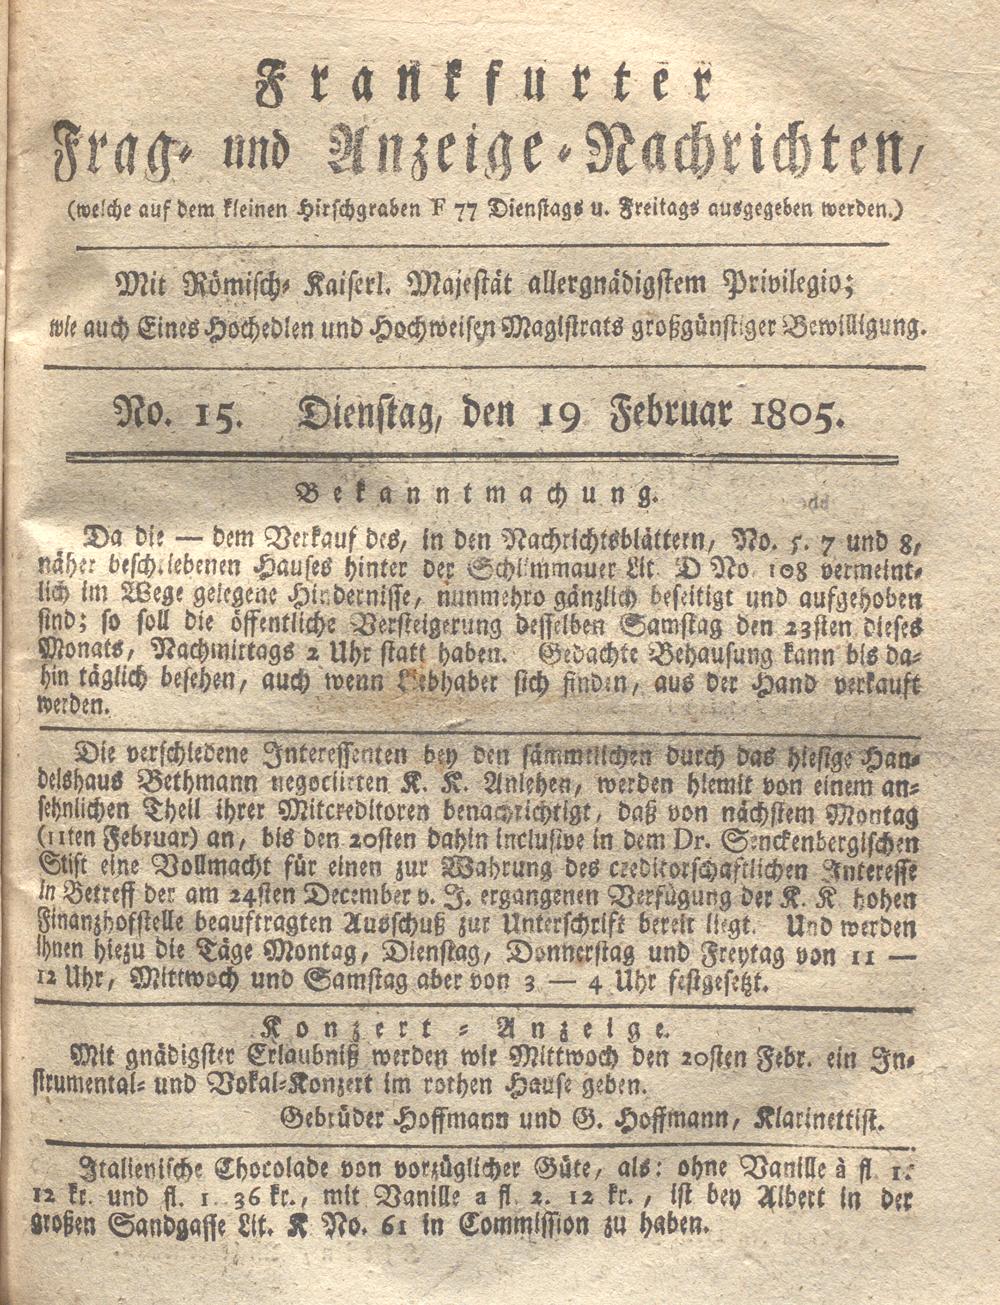 Frankfurter
Frag- und Anzeige-Nachrichten,
(welche auf dem kleinen Hirschgraben F 77 Dienstags u. Freitags ausgegeben werden.)
Mit Römisch- Kaiserl. Majestät allergnädigstem Privilegio;
wie auch Eines Hochedlen und Hochweisen Magistrats großgünstiger Bewilligung.
No. 15. Dienstag, den 19 Februar 1805.
Bekanntmachung.
Da die — dem Verkauf des, in den Nachrichtsblättern, No. 5. 7 und 8,
näher beschriebenen Hauses hinter der Schlimmauer Lit. D No. 108 vermeint-
lich im Wege gelegene Hindernisse, nunmehro gänzlich beseitigt und aufgehoben
sind; so soll die öffentliche Versteigerung desselben Samstag den 23sten dieses
Monats, Nachmittags 2 Uhr statt haben. Gedachte Behausung kann bis da-
hin täglich besehen, auch wenn Liebhaber sich finden, aus der Hand verkauft
werden.
Die verschiedene Interessenten bey den sämmtlichen durch das hiesige Han-
delshaus Bethmann negociirten K. K. Anlehen, werden hiemit von einem an-
sehnlichen Theil ihrer Mitcreditoren benachrichtigt, daß von nächstem Montag
(11ten Februar) an, bis den 20sten dahin inclusive in dem Dr. Senckenbergischen
Stift eine Vollmacht für einen zur Wahrung des creditorschaftlichen Interesse
in Betreff der am 24sten December v. J. ergangenen Verfügung der K. K. hohen
Finanzhofstelle beauftragten Ausschuß zur Unterschrift bereit liegt. Und werden
ihnen hiezu die Täge Montag, Dienstag, Donnerstag und Freytag von 11 —
12 Uhr, Mittwoch und Samstag aber von 3 — 4 Uhr festgesetzt.
Konzert-Anzeige.
Mit gnädigster Erlaubniß werden wir Mittwoch den 20sten Febr. ein In-
strumental- und Vokal-Konzert im rothen Hause geben.
Gebrüder Hoffmann und G. Hoffmann, Klarinettist.
Italienische Chocolade von vorzüglicher Güte, als: ohne Vanille à fl. 1.
12 kr. und fl. 1 36 kr., mit Vanille a fl. 2. 12 kr., ist bey Albert in der
großen Sandgasse Lit. K No. 61 in Commission zu haben.